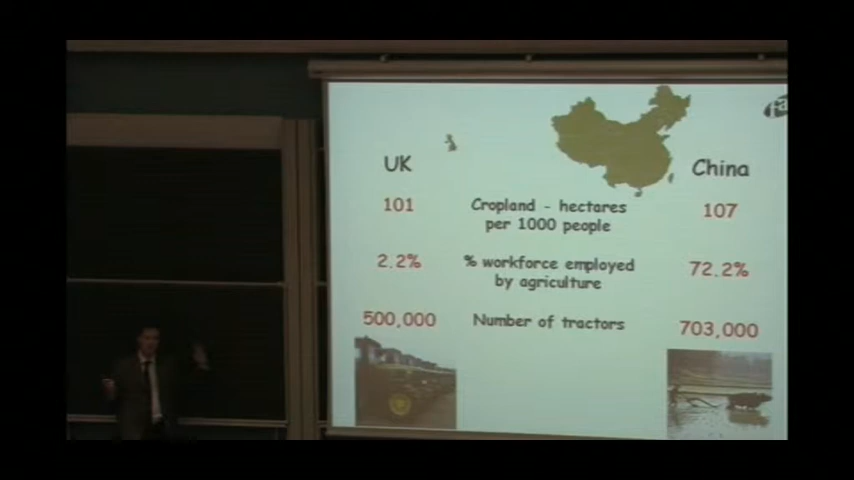 fa
UK
China
101
Cropland - hectares
per 1000 people
107
2.2%
% workforce employed
by agriculture
72.2%
500,000
Number of tractors
703,000